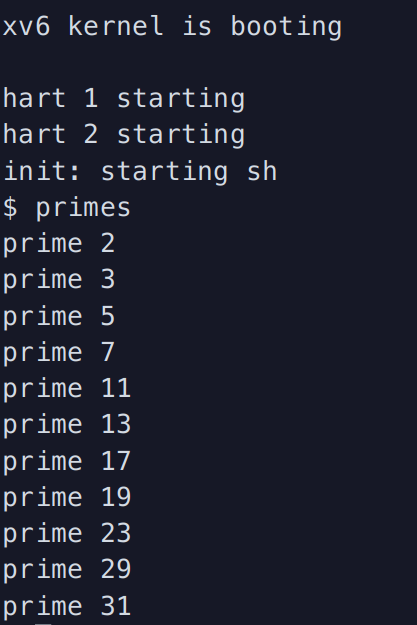 xv6 kernel is booting

hart 1 starting
hart 2 starting
init: starting sh
$ primes
prime 2
prime 3
prime 5
prime 7
prime 11
prime 13
prime 17
prime 19
prime 23
prime 29
prime 31